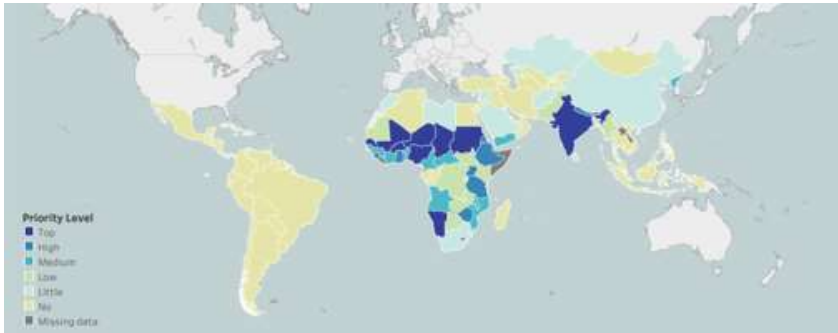 Priority Level
Top
High
Medium
Low
Little
No
Missing data